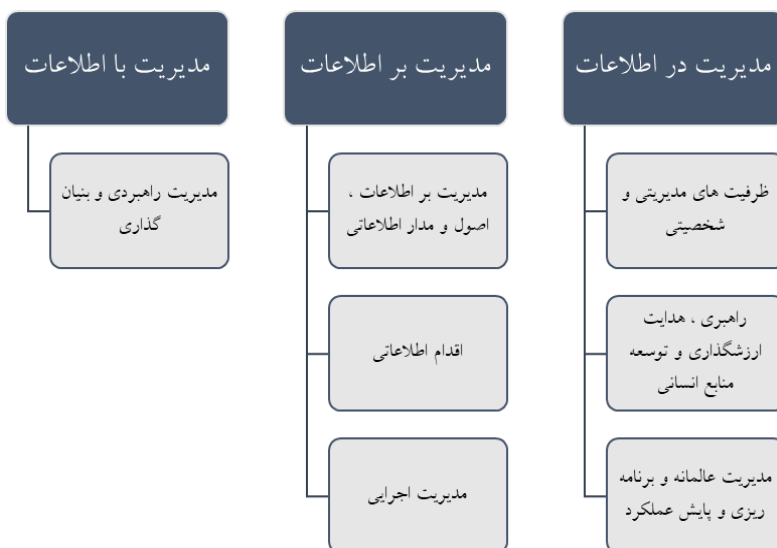 مدیریت در اطلاعات
ظرفیت های مدیریتی و
شخصیتی
راهبری ، هدایت
ارزشگذاری و توسعه
منابع انسانی
مدیریت عالمانه و برنامه
ریزی و پایش عملکرد
مدیریت بر اطلاعات
مدیریت بر اطلاعات ،
اصول و مدار اطلاعاتی
اقدام اطلاعاتی
مدیریت اجرایی
مدیریت با اطلاعات
مدیریت راهبردی و بنیان
گذاری